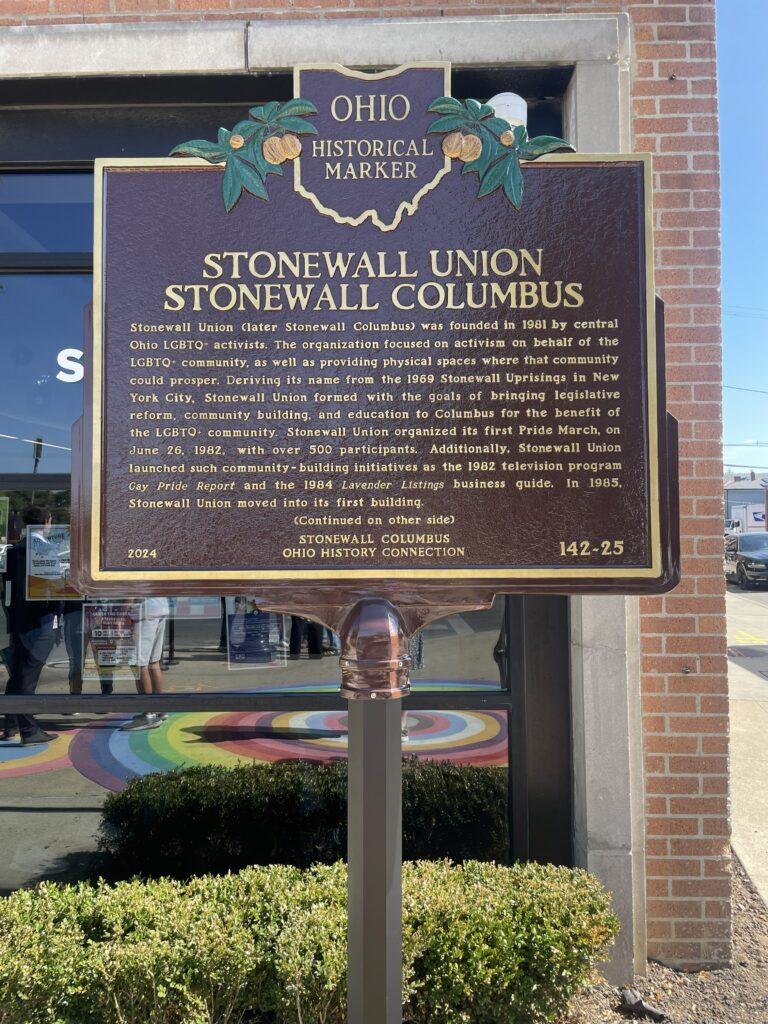 OHIO
HISTORICAL
MARKER
STONEWALL UNION
STONEWALL COLUMBUS
Stonewall Union (later Stonewall Columbus) was founded in 1981 by central
Ohio LGBTQ+ activists. The organization focused on activism on behalf of the
LGBTQ+ community, as well as providing physical spaces where that community
could prosper. Deriving its name from the 1969 Stonewall Uprisings in New
York City, Stonewall Union formed with the goals of bringing legislative
reform, community building, and education to Columbus for the benefit of
the LGBTQ+ community. Stonewall Union organized its first Pride March, on
June 26, 1982, with over 500 participants. Additionally, Stonewall Union
launched such community-building initiatives as the 1982 television program
Gay Pride Report and the 1984 Lavender Listings business guide. In 1985,
Stonewall Union moved into its first building.
(Continued on other side)
STONEWALL COLUMBUS
2024 OHIO HISTORY CONNECTION 142-25
S